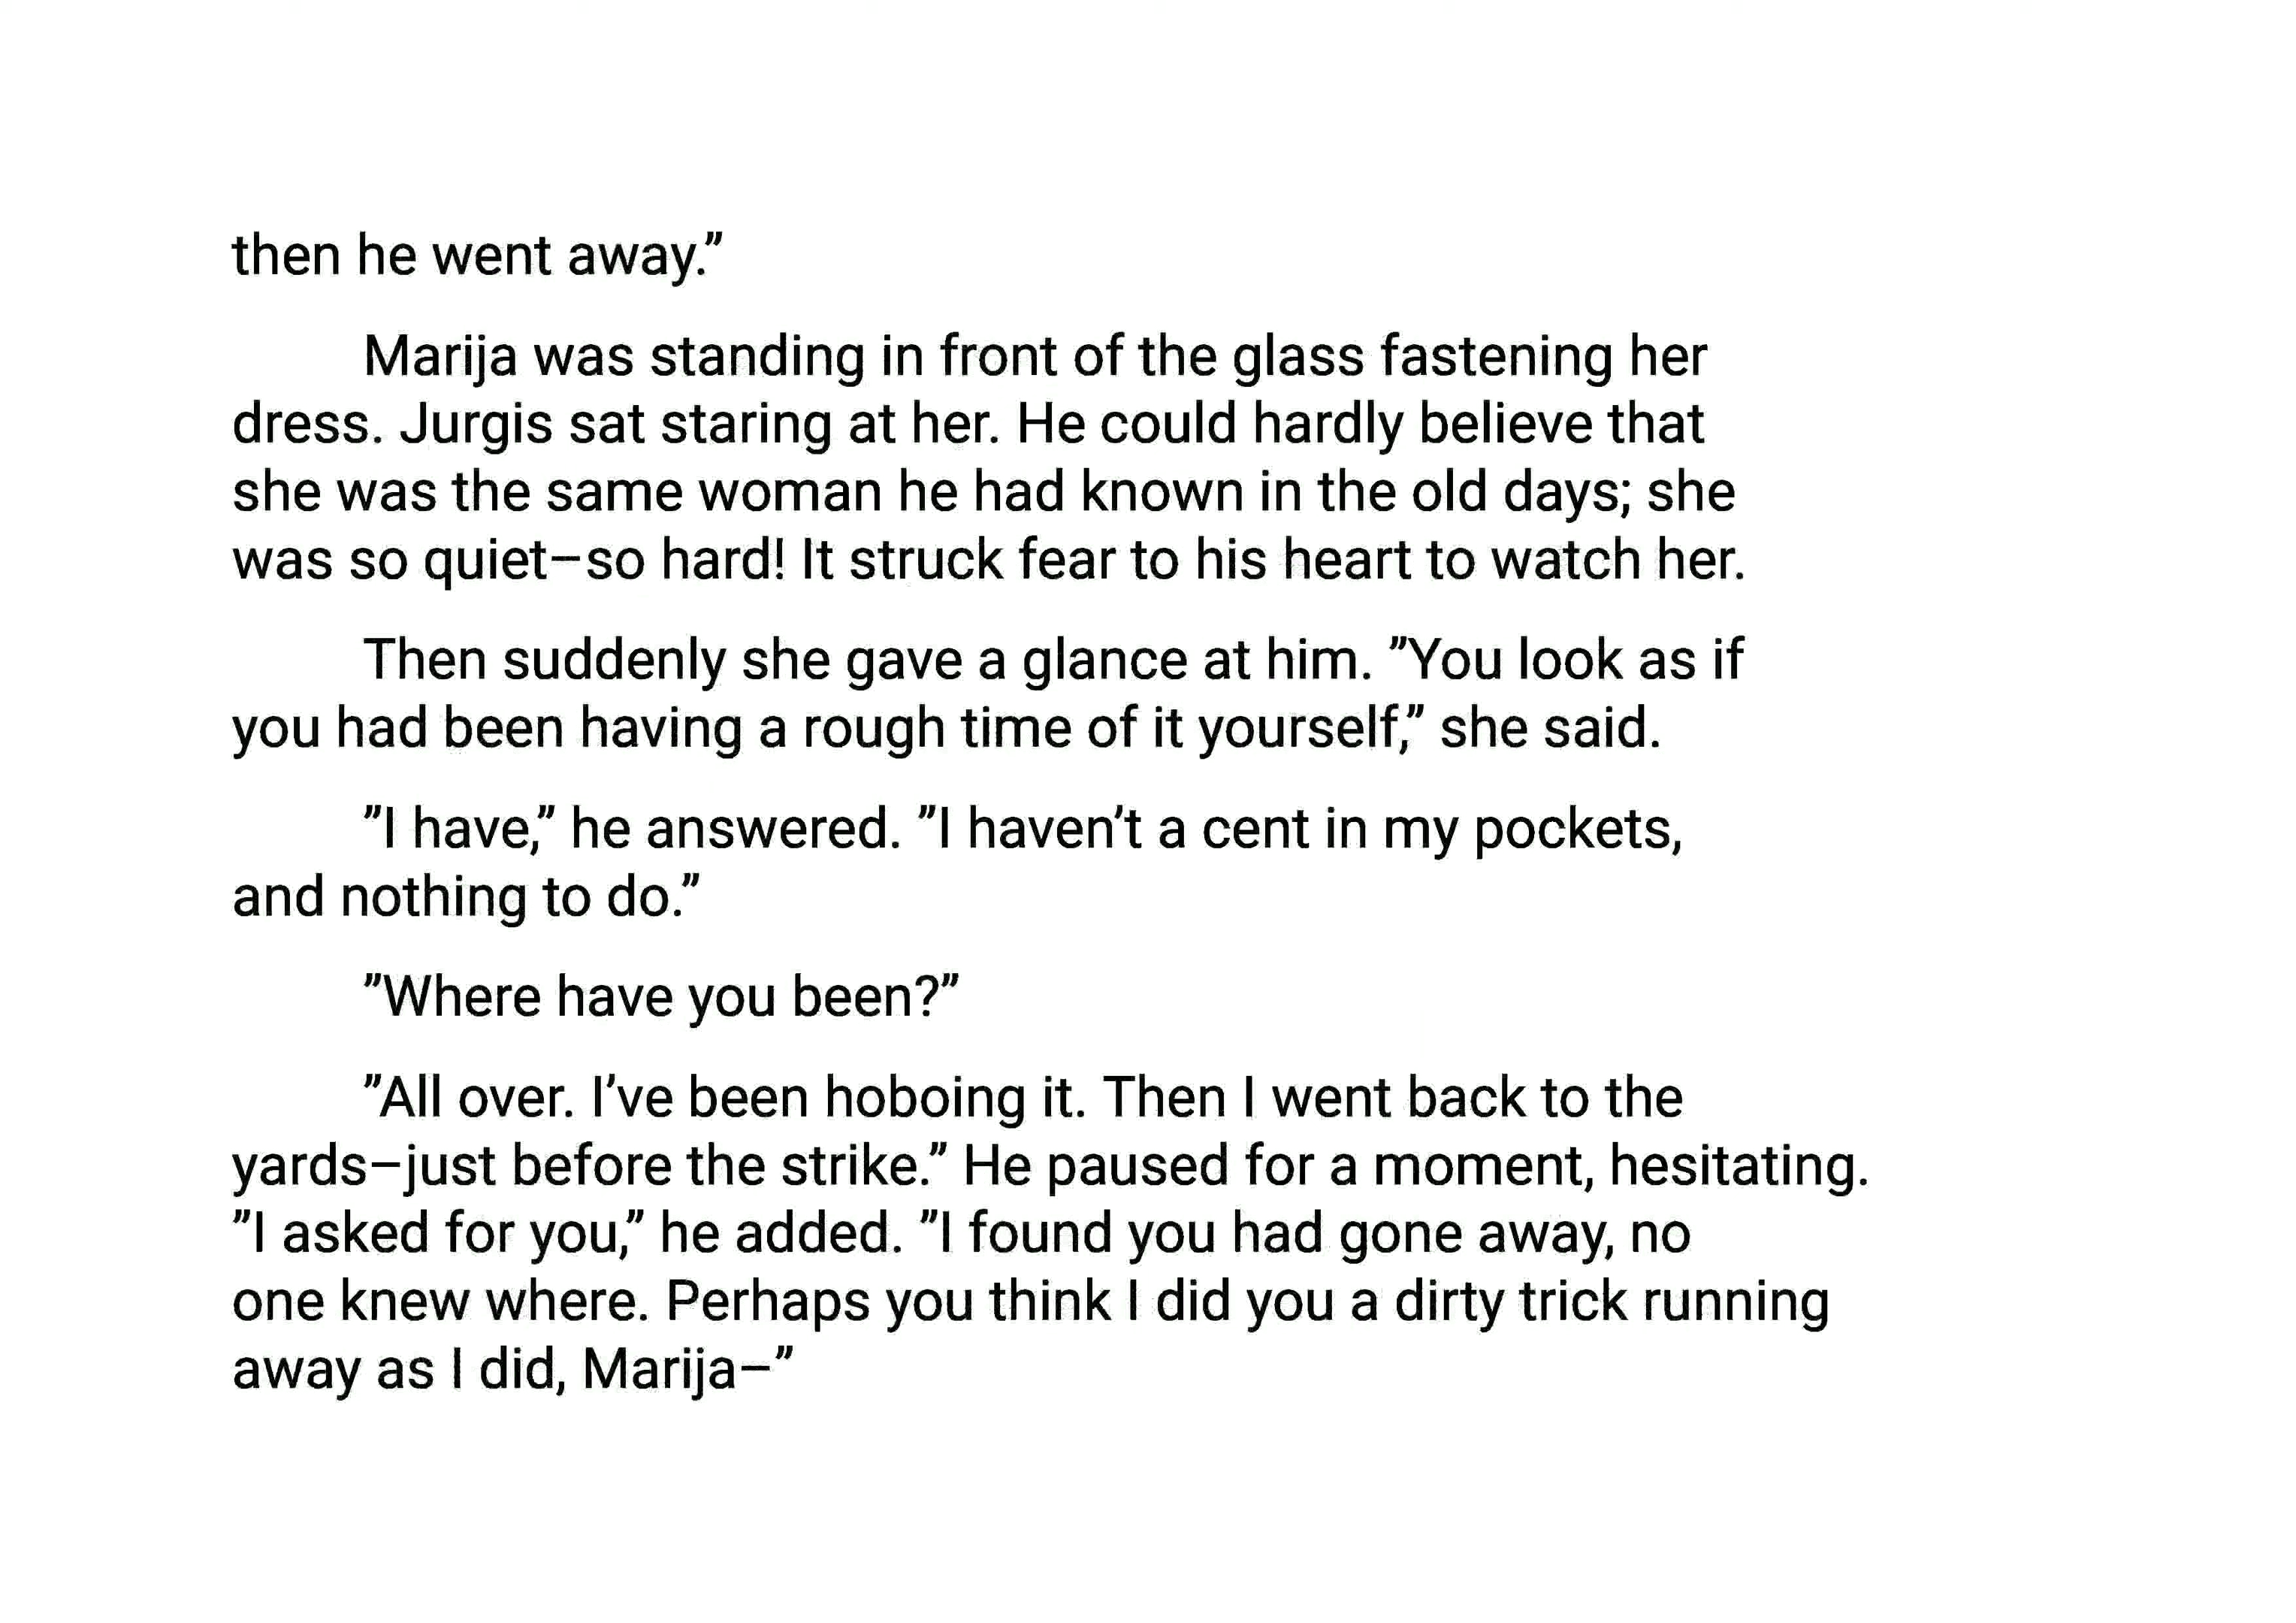 then he went away.”
Marija was standing in front of the glass fastening her
dress. Jurgis sat staring at her. He could hardly believe that
she was the same woman he had known in the old days; she
was so quiet–so hard! It struck fear to his heart to watch her.
Then suddenly she gave a glance at him. ”You look as if
you had been having a rough time of it yourself,” she said.
”I have,” he answered. ”I haven’t a cent in my pockets,
and nothing to do.”
”Where have you been?”
”All over. I’ve been hoboing it. Then I went back to the
yards–just before the strike.” He paused for a moment, hesitating.
”I asked for you,” he added. ”I found you had gone away, no
one knew where. Perhaps you think I did you a dirty trick running
away as I did, Marija–”